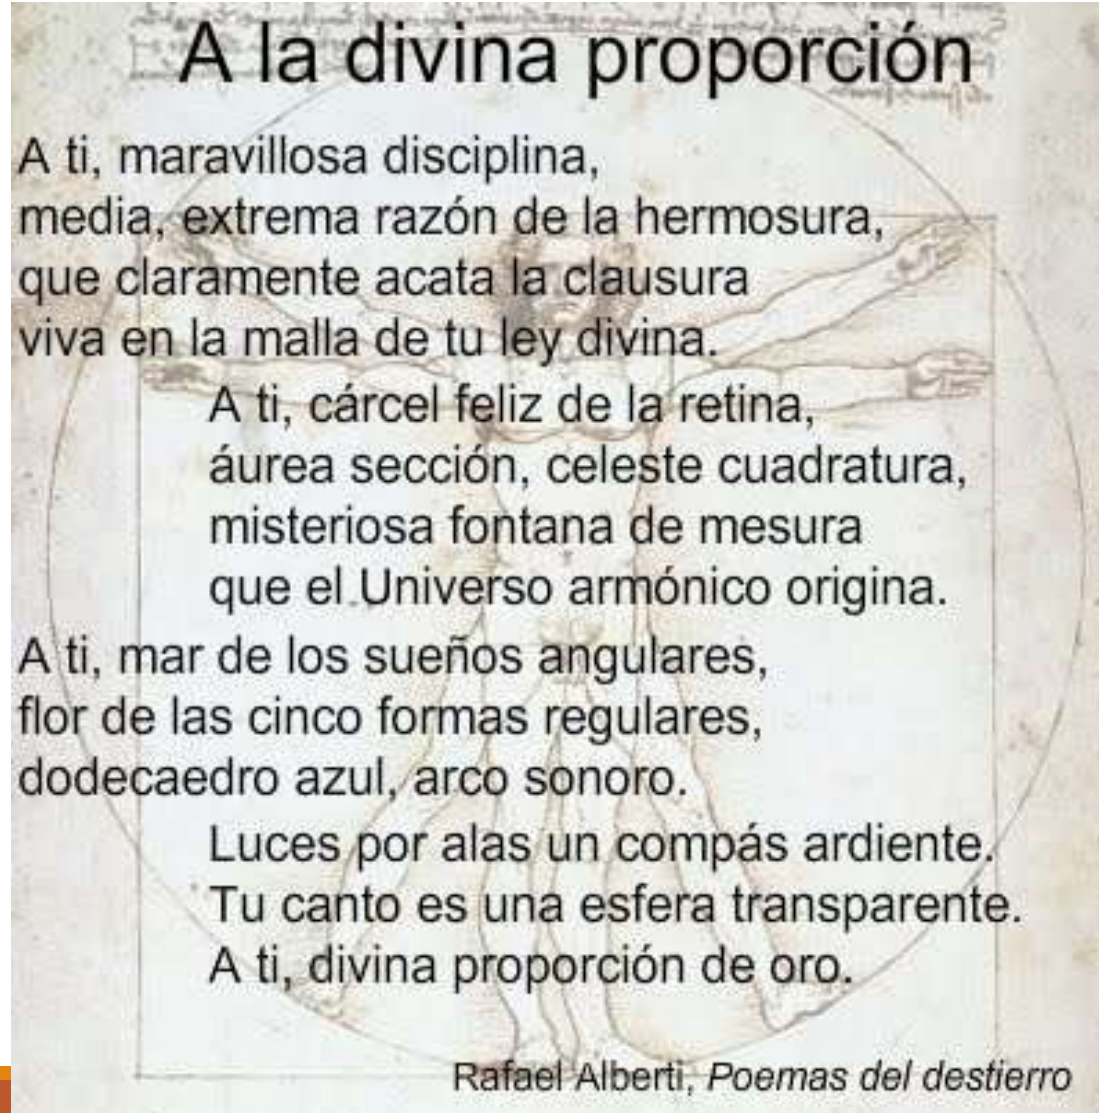 A la divina proporción
A ti, maravillosa disciplina,
media, extrema razón de la hermosura,
que claramente acata la clausura
viva en la malla de tu ley divina.
A ti, cárcel feliz de la retina,
áurea sección, celeste cuadratura,
misteriosa fontana de mesura
que el Universo armónico origina.
A ti, mar de los sueños angulares,
flor de las cinco formas regulares,
dodecaedro azul, arco sonoro.
Luces por alas un compás ardiente.
Tu canto es una esfera transparente.
A ti, divina proporción de oro.
Rafael Alberti, Poemas del destierro